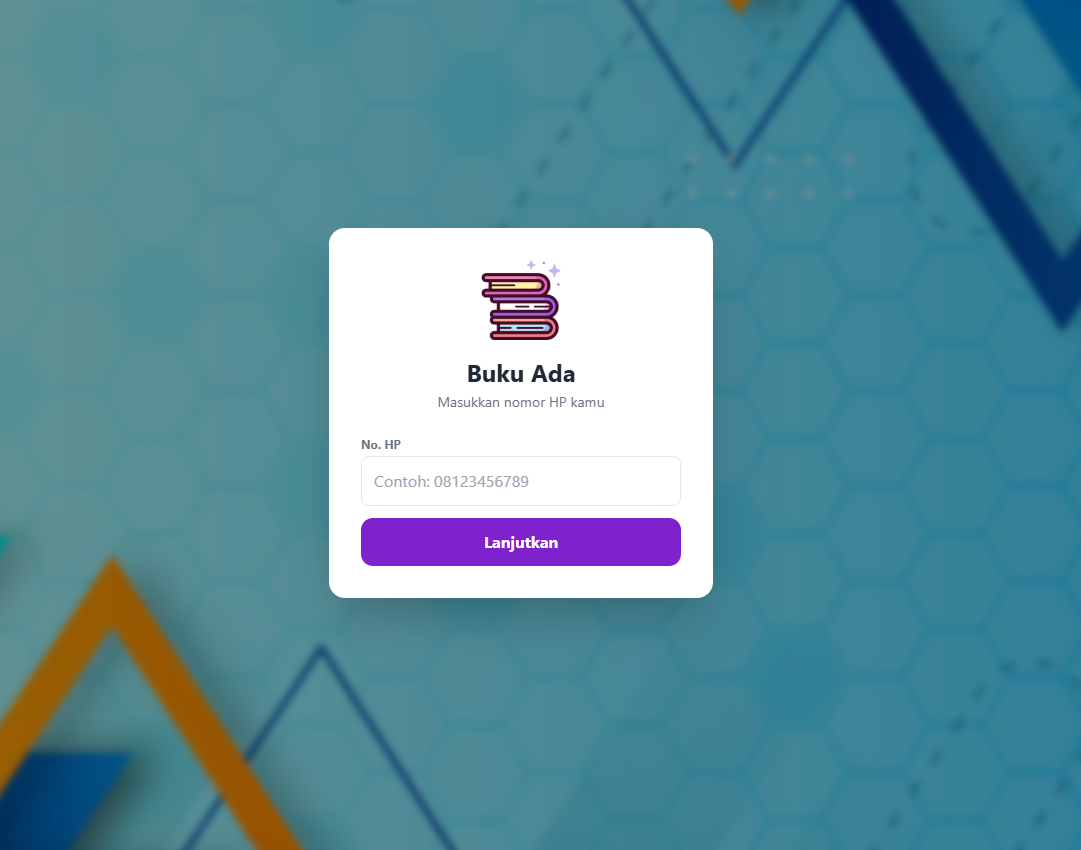 Buku Ada
Masukkan nomor HP kamu
No. HP
Contoh: 08123456789
Lanjutkan